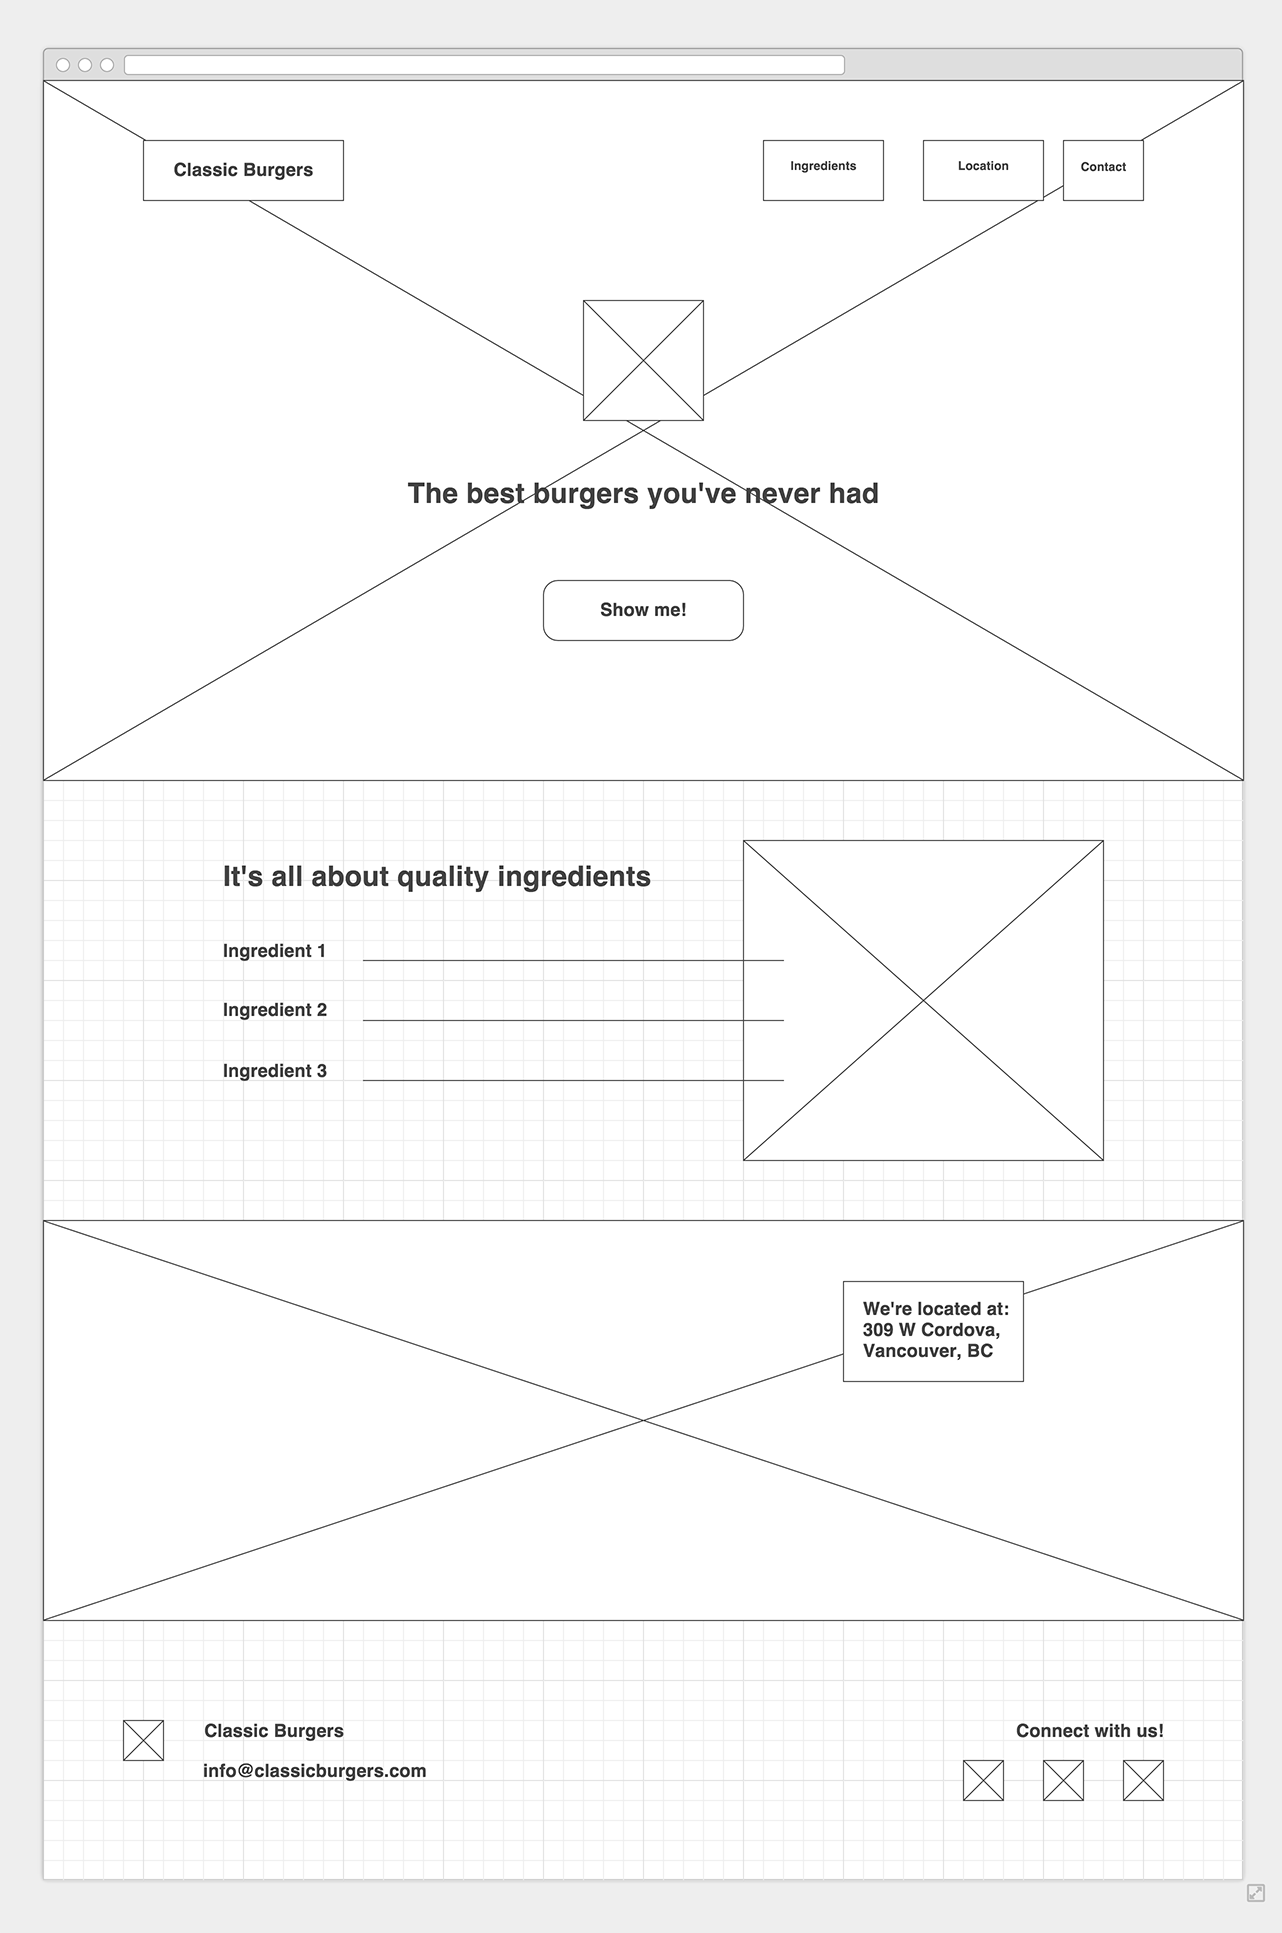 Classic Burgers
Ingredients
Location
Contact
The best burgers you've never had
Show me!
It's all about quality ingredients
Ingredient 1
Ingredient 2
Ingredient 3
We're located at:
309 W Cordova,
Vancouver, BC
Classic Burgers
info@classicburgers.com
Connect with us!